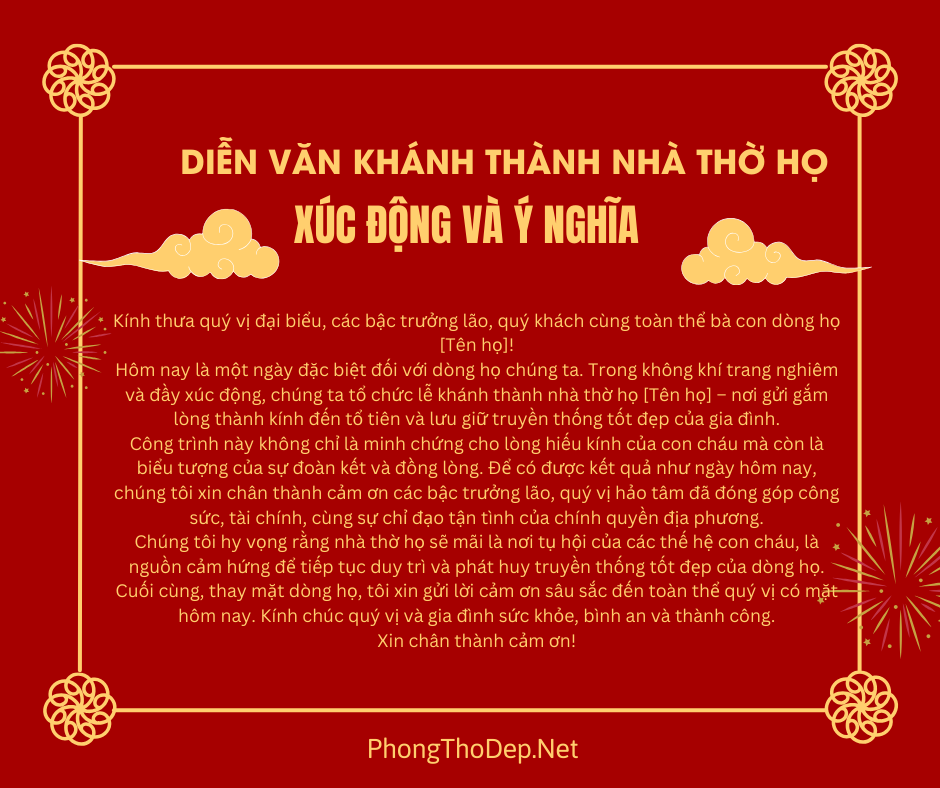 DIỄN VĂN KHÁNH THÀNH NHÀ THỜ HỌ
XÚC ĐỘNG VÀ Ý NGHĨA
Kính thưa quý vị đại biểu, các bậc trưởng lão, quý khách cùng toàn thể bà con dòng họ
[Tên họ]!
Hôm nay là một ngày đặc biệt đối với dòng họ chúng ta. Trong không khí trang nghiêm
và đầy xúc động, chúng ta tổ chức lễ khánh thành nhà thờ họ [Tên họ] – nơi gửi gắm
lòng thành kính đến tổ tiên và lưu giữ truyền thống tốt đẹp của gia đình.
Công trình này không chỉ là minh chứng cho lòng hiếu kính của con cháu mà còn là
biểu tượng của sự đoàn kết và đồng lòng. Để có được kết quả như ngày hôm nay,
chúng tôi xin chân thành cảm ơn các bậc trưởng lão, quý vị hảo tâm đã đóng góp công
sức, tài chính, cùng sự chỉ đạo tận tình của chính quyền địa phương.
Chúng tôi hy vọng rằng nhà thờ họ sẽ mãi là nơi tụ hội của các thế hệ con cháu, là
nguồn cảm hứng để tiếp tục duy trì và phát huy truyền thống tốt đẹp của dòng họ.
Cuối cùng, thay mặt dòng họ, tôi xin gửi lời cảm ơn sâu sắc đến toàn thể quý vị có mặt
hôm nay. Kính chúc quý vị và gia đình sức khỏe, bình an và thành công.
Xin chân thành cảm ơn!
PhongThoDep.Net